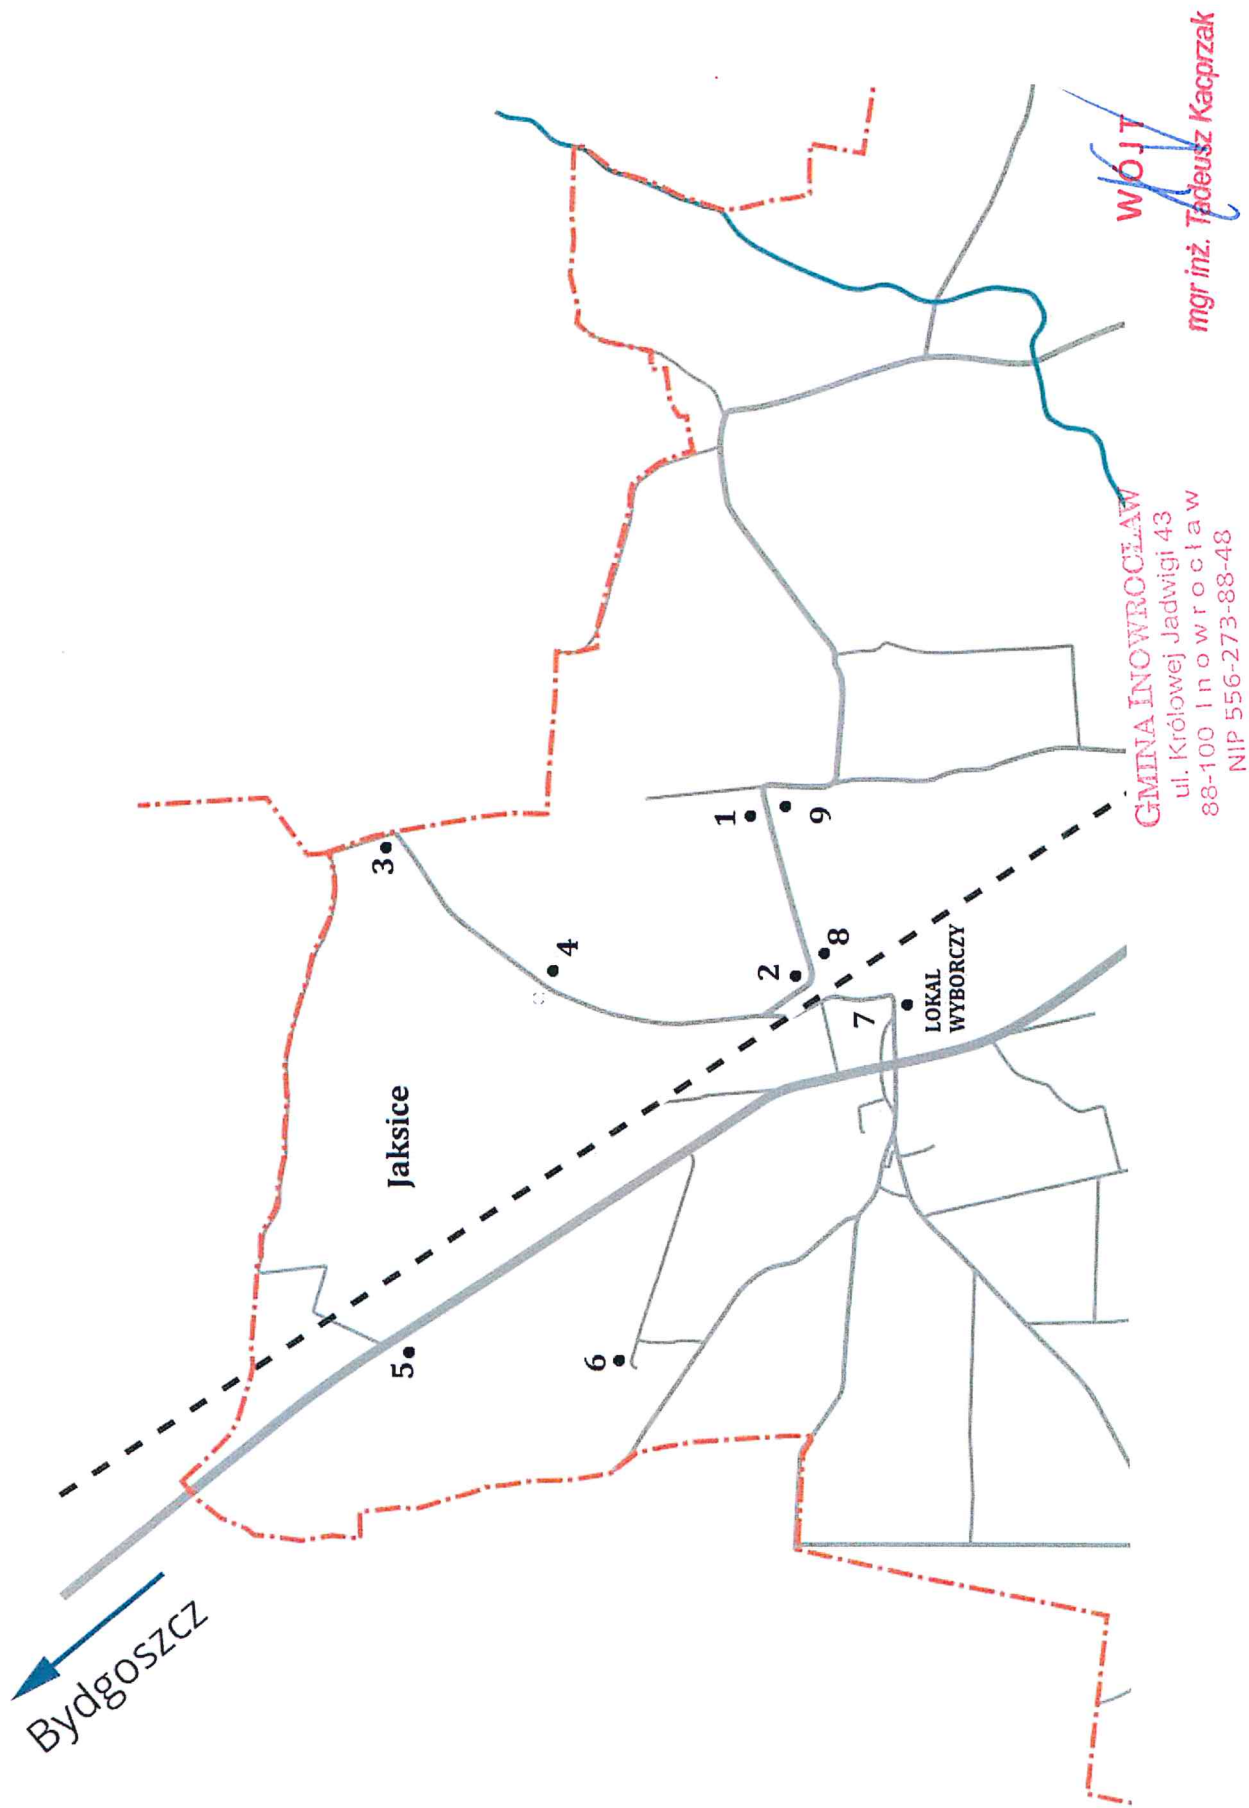 Bydgoszcz
Jaksice
5
6
3
4
1
9
2
8
7
LOKAL
WYBORCZY
GMINA INOWROCŁAW
ul. Królowej Jadwigi 43
88-100 Inowrocław
NIP 556-273-88-48
WÓJT
mgr inż. Tadeusz Kacprzak